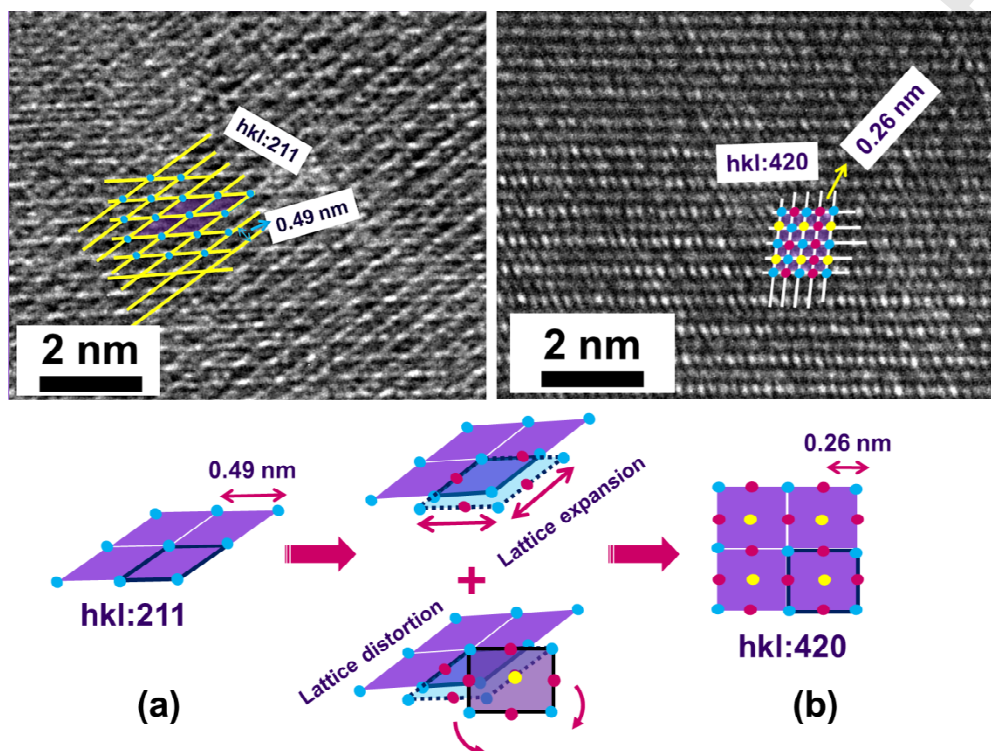 hkl:211
0.49 nm
2 nm
hkl:420
0.26 nm
2 nm
0.49 nm
hkl:211
Lattice expansion
+
Lattice distortion
0.26 nm
hkl:420
(a)
(b)